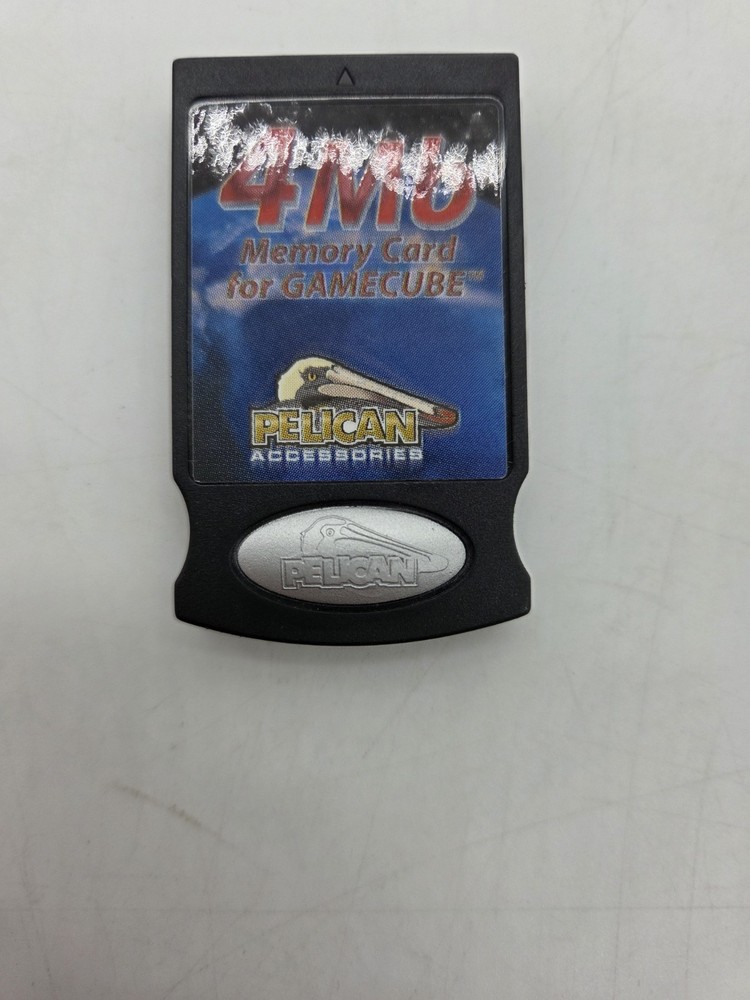 4Mb
Memory Card
for GAMECUBE™
PELICAN
ACCESSORIES
PELICAN